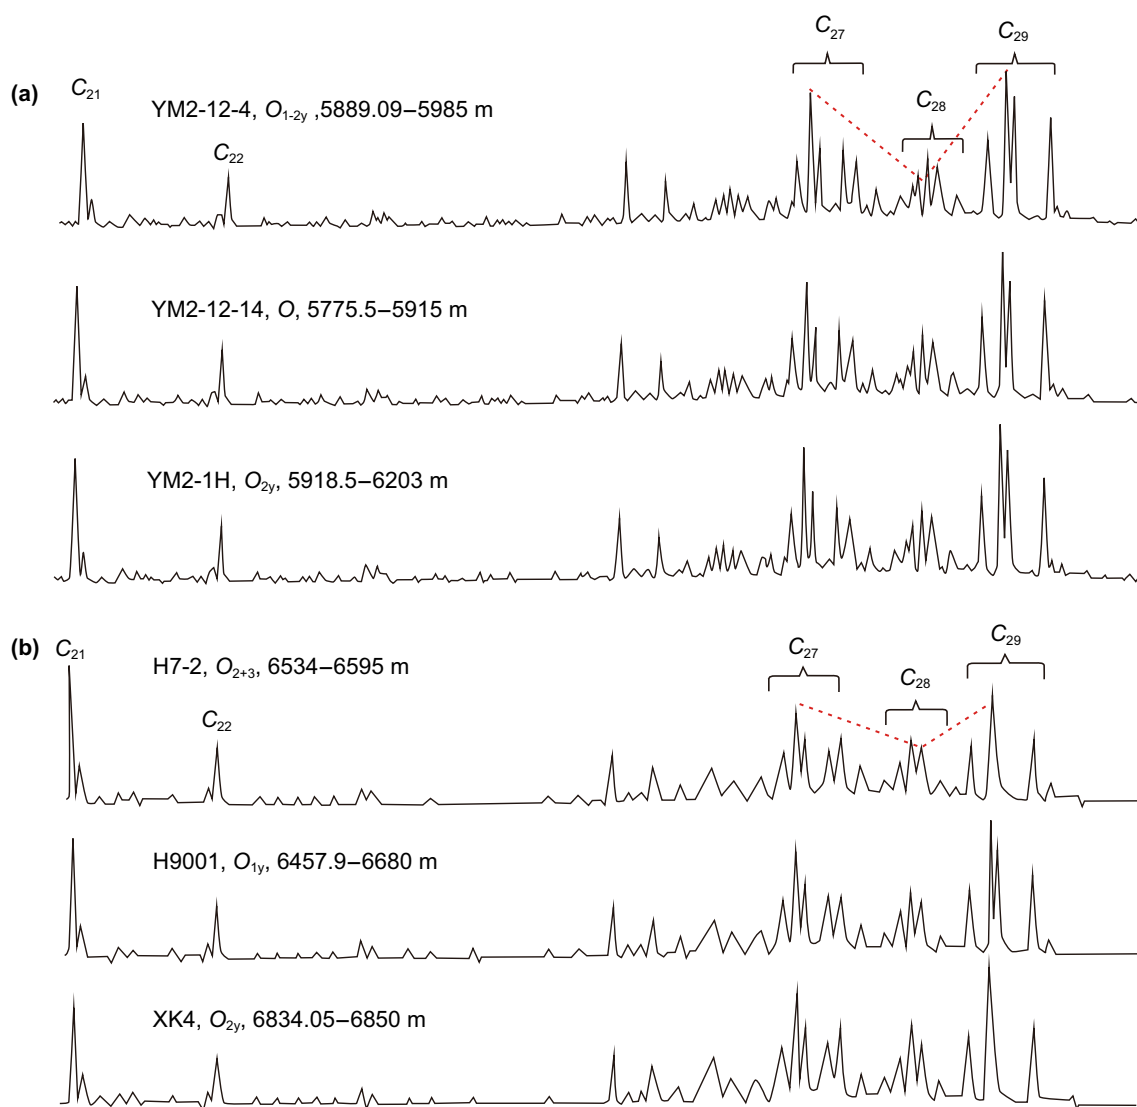 C27
C29
(a)
C21
YM2-12-4, O1-2y ,5889.09–5985 m
C28
C22
YM2-12-14, O, 5775.5–5915 m
YM2-1H, O2y, 5918.5–6203 m
(b)
C21
H7-2, O2+3, 6534–6595 m
C27
C29
C28
C22
H9001, O1y, 6457.9–6680 m
XK4, O2y, 6834.05–6850 m